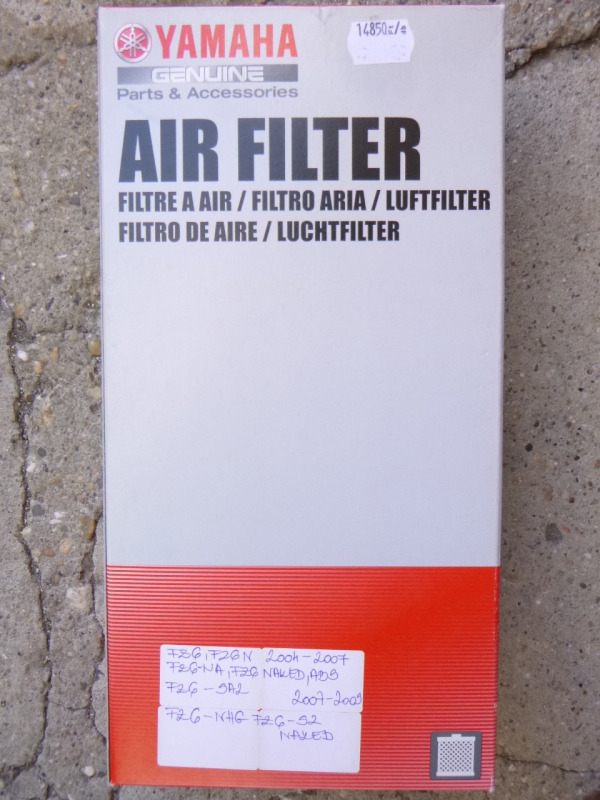 YAMAHA
GENUINE
Parts & Accessories
14850=/=
AIR FILTER
FILTRE A AIR / FILTRO ARIA / LUFTFILTER
FILTRO DE AIRE / LUCHTFILTER
FZ6, FZ6N 2004-2007
FZ6-NA, FZ6 NAKED, ABS
FZ6-SA2 2007-2009
FZ6-NHG FZ6-S2
NAKED